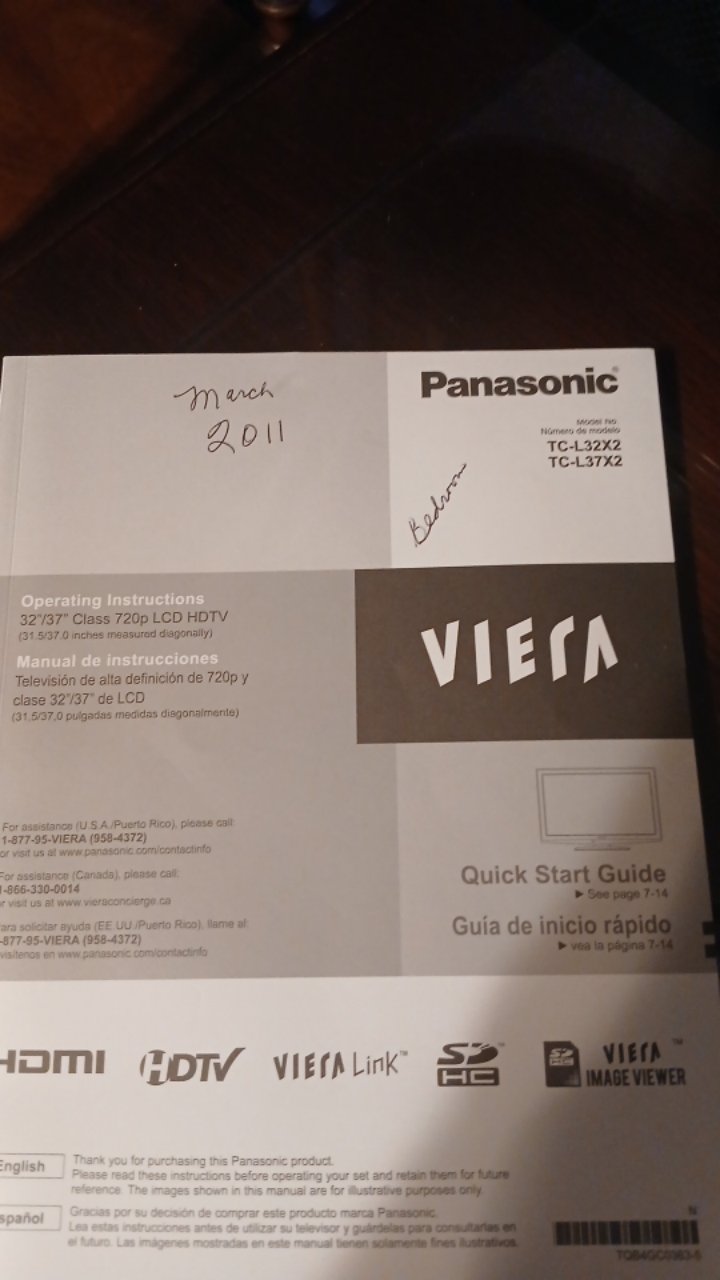 March
2011
Panasonic
Model No.
Número de modelo
TC-L32X2
TC-L37X2
Bedroom
Operating Instructions
32"/37" Class 720p LCD HDTV
(31.5/37.0 inches measured diagonally)
Manual de instrucciones
Televisión de alta definición de 720p y
clase 32"/37" de LCD
(31.5/37.0 pulgadas medidas diagonalmente)
VIERA
For assistance (U.S.A./Puerto Rico), please call:
1-877-95-VIERA (958-4372)
or visit us at www.panasonic.com/contactinfo
For assistance (Canada), please call:
1-866-330-0014
or visit us at www.vieraconcierge.ca
ara solicitar ayuda (EE.UU./Puerto Rico), llame al:
-877-95-VIERA (958-4372)
visítenos en www.panasonic.com/contactinfo
Quick Start Guide
► See page 7-14
Guía de inicio rápido
► vea la página 7-14
HDMI HDTV VIERA Link™ SD HC SD HC VIERA™ IMAGE VIEWER
English
Thank you for purchasing this Panasonic product.
Please read these instructions before operating your set and retain them for future
reference. The images shown in this manual are for illustrative purposes only.
spañol
Gracias por su decisión de comprar este producto marca Panasonic.
Lea estas instrucciones antes de utilizar su televisor y guárdelas para consultarlas en
el futuro. Las imágenes mostradas en este manual tienen solamente fines ilustrativos.
N